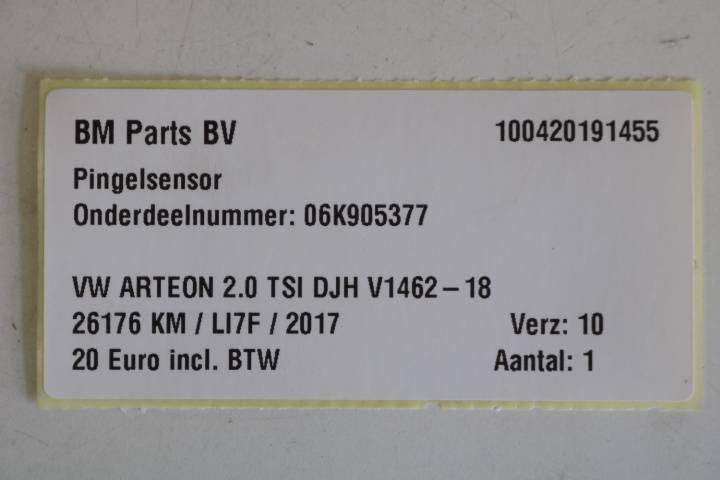 BM Parts BV 100420191455
Pingelsensor
Onderdeelnummer: 06K905377
VW ARTEON 2.0 TSI DJH V1462-18
26176 KM / LI7F / 2017 Verz: 10
20 Euro incl. BTW Aantal: 1